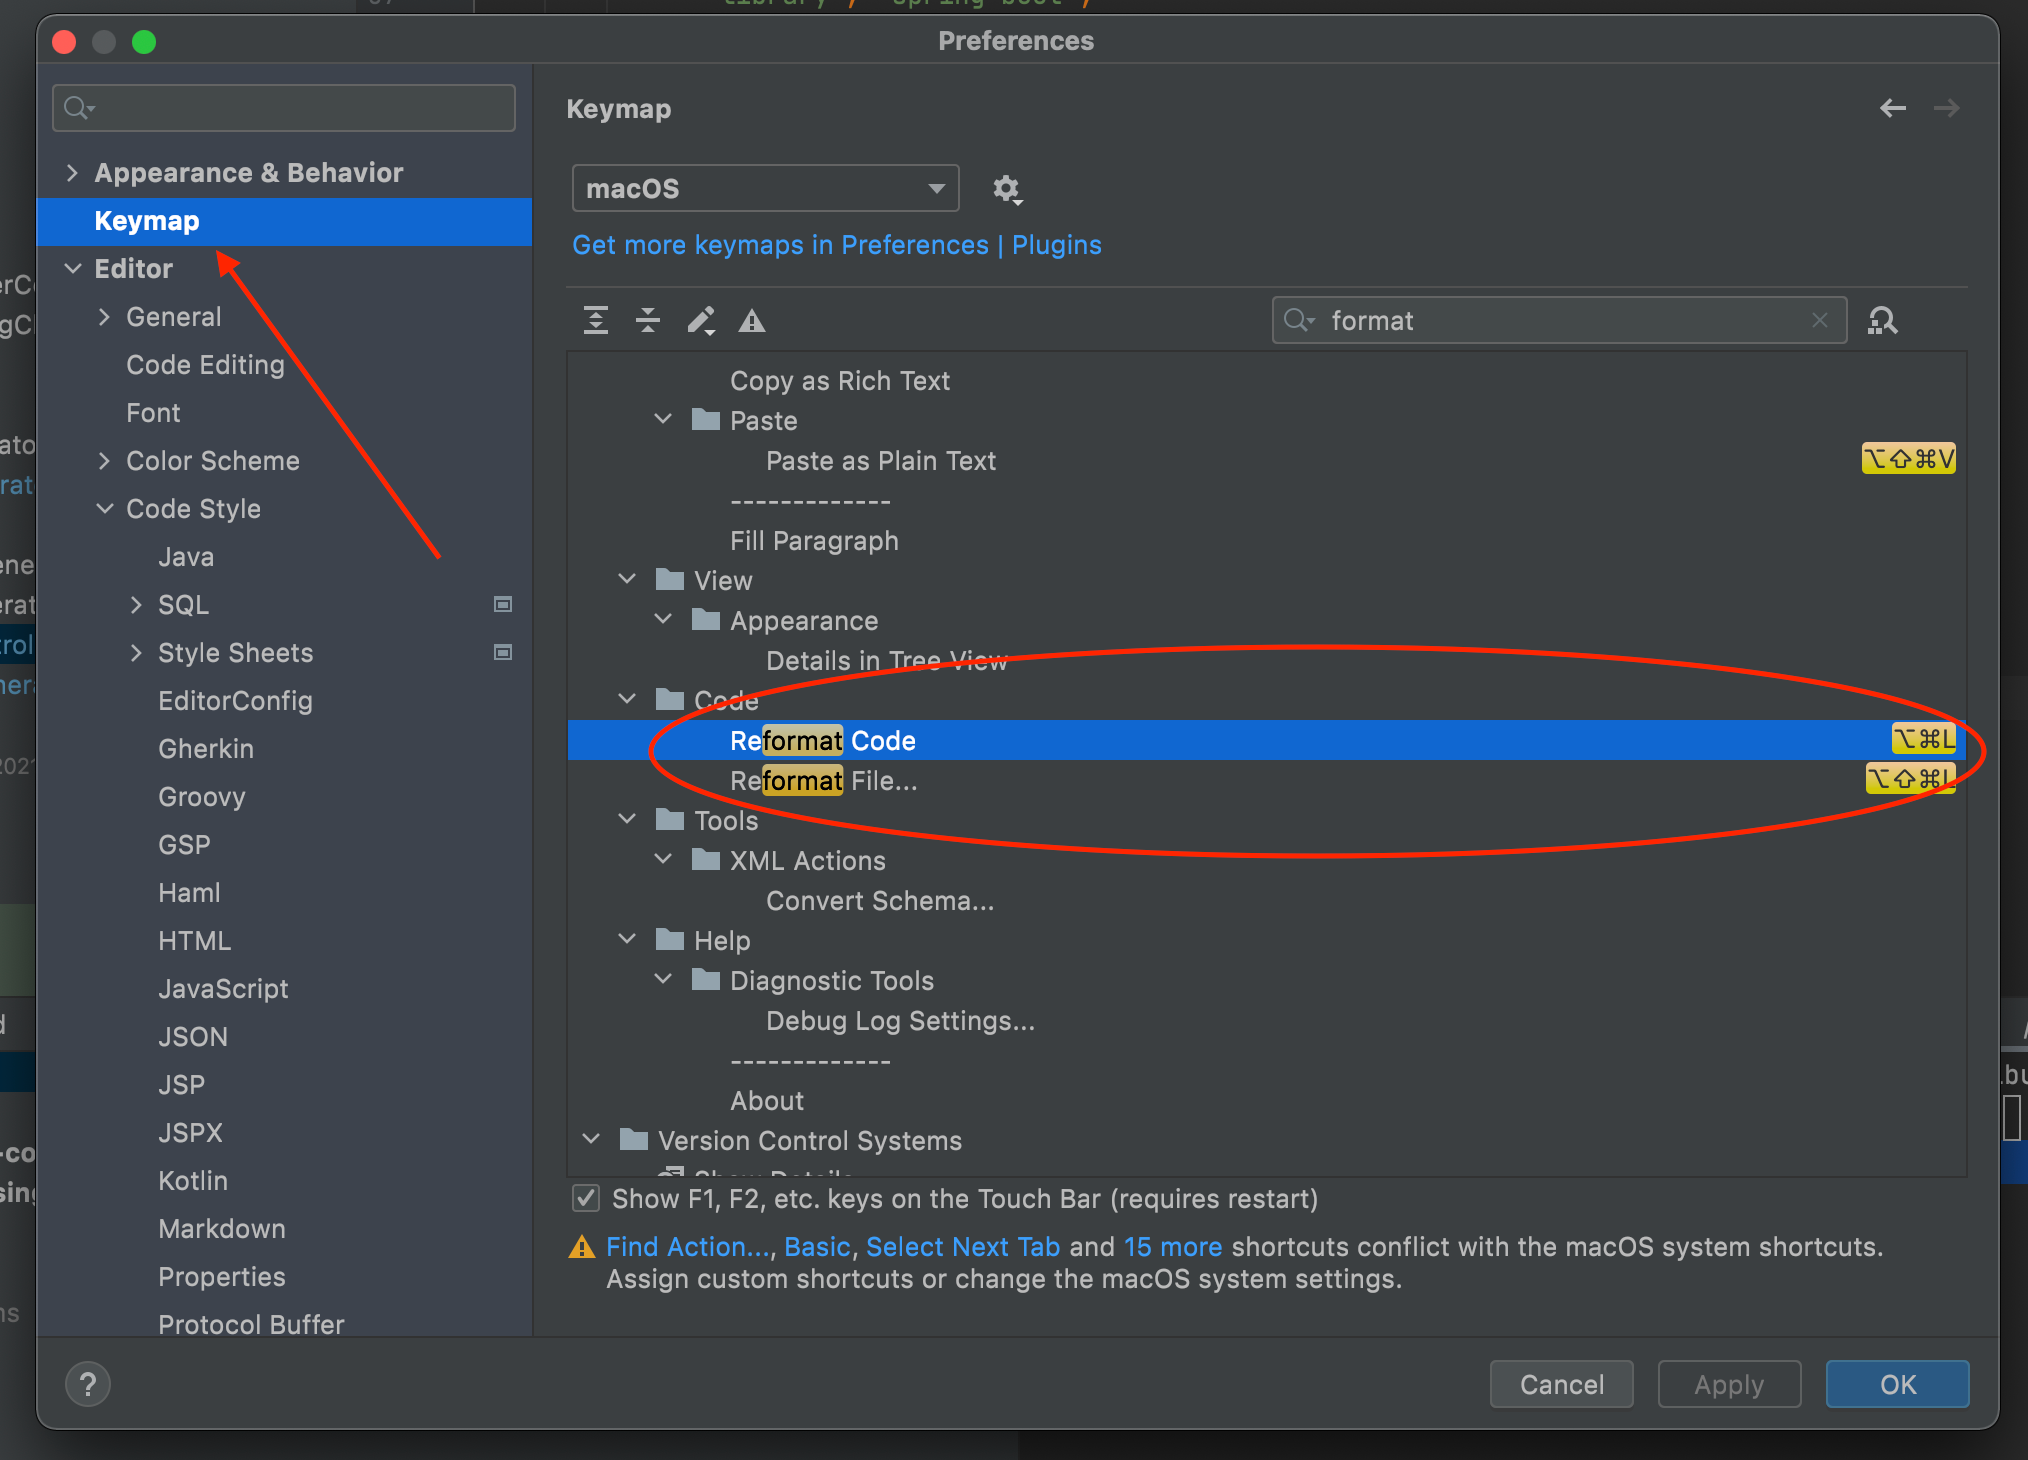 Preferences
Appearance & Behavior
Keymap
Editor
General
Code Editing
Font
Color Scheme
Code Style
Java
SQL
Style Sheets
EditorConfig
Gherkin
Groovy
GSP
Haml
HTML
JavaScript
JSON
JSP
JSPX
Kotlin
Markdown
Properties
Protocol Buffer
Keymap
macOS
Get more keymaps in Preferences | Plugins
format
Copy as Rich Text
Paste
Paste as Plain Text ⌥⇧⌘V
-------------
Fill Paragraph
View
Appearance
Details in Tree View
Code
Reformat Code ⌥⌘L
Reformat File... ⌥⇧⌘L
Tools
XML Actions
Convert Schema...
Help
Diagnostic Tools
Debug Log Settings...
-------------
About
Version Control Systems
Show Details
Show F1, F2, etc. keys on the Touch Bar (requires restart)
Find Action..., Basic, Select Next Tab and 15 more shortcuts conflict with the macOS system shortcuts.
Assign custom shortcuts or change the macOS system settings.
?
Cancel
Apply
OK